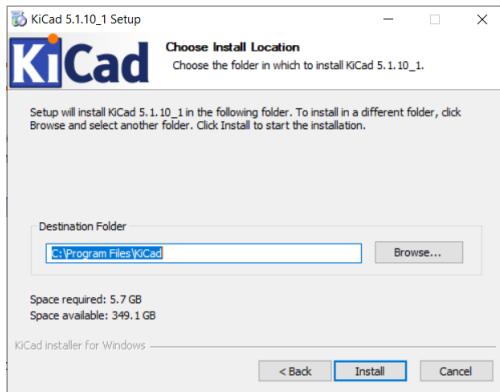 KiCad 5.1.10_1 Setup
KiCad
Choose Install Location
Choose the folder in which to install KiCad 5.1.10_1.
Setup will install KiCad 5.1.10_1 in the following folder. To install in a different folder, click
Browse and select another folder. Click Install to start the installation.
Destination Folder
C:\Program Files\KiCad
Browse...
Space required: 5.7 GB
Space available: 349.1 GB
KiCad installer for Windows
< Back
Install
Cancel